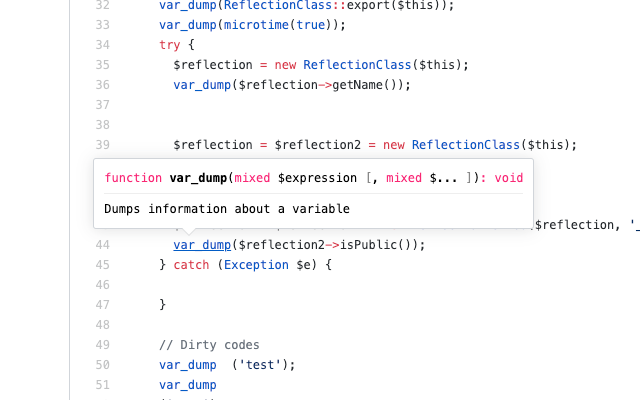 32 var_dump(ReflectionClass::export($this));
33 var_dump(microtime(true));
34 try {
35 $reflection = new ReflectionClass($this);
36 var_dump($reflection->getName());
37
38
39 $reflection = $reflection2 = new ReflectionClass($this);
function var_dump(mixed $expression [, mixed $... ]): void
Dumps information about a variable
$reflection, '_
44 var_dump($reflection2->isPublic());
45 } catch (Exception $e) {
46
47 }
48
49 // Dirty codes
50 var_dump ('test');
51 var_dump